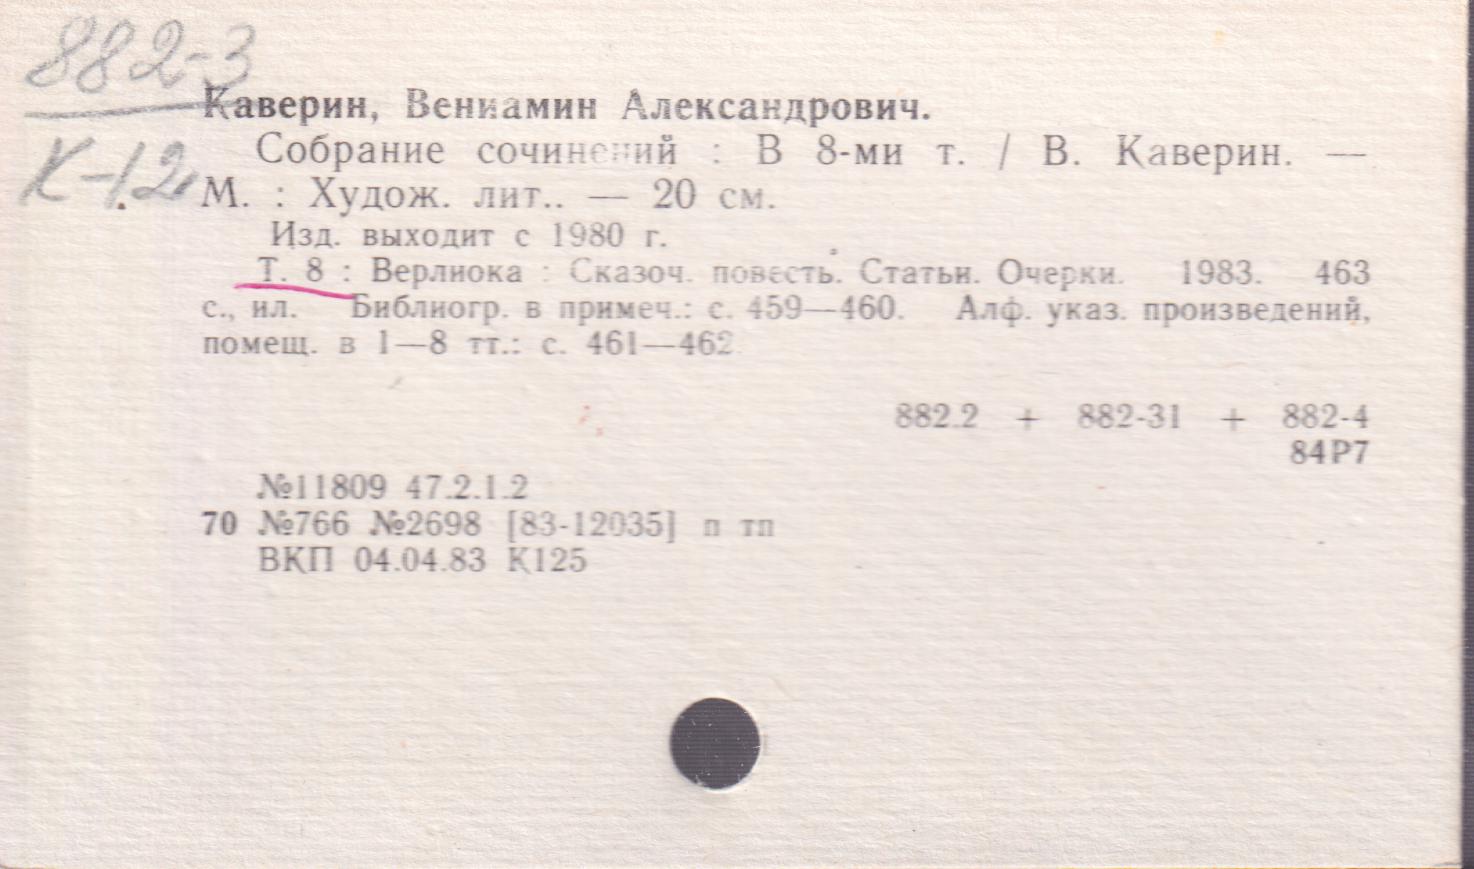 882-3
К-12
Каверин, Вениамин Александрович.
Собрание сочинений : В 8-ми т. / В. Каверин. —
М. : Худож. лит.. — 20 см.
Изд. выходит с 1980 г.
Т. 8 : Верлиока : Сказоч. повесть. Статьи. Очерки. 1983. 463
с., ил. Библиогр. в примеч.: с. 459—460. Алф. указ. произведений,
помещ. в 1—8 тт.: с. 461—462
882.2 + 882-31 + 882-4
84Р7
№11809 47.2.1.2
70 №766 №2698 [83-12035] п тп
ВКП 04.04.83 К125